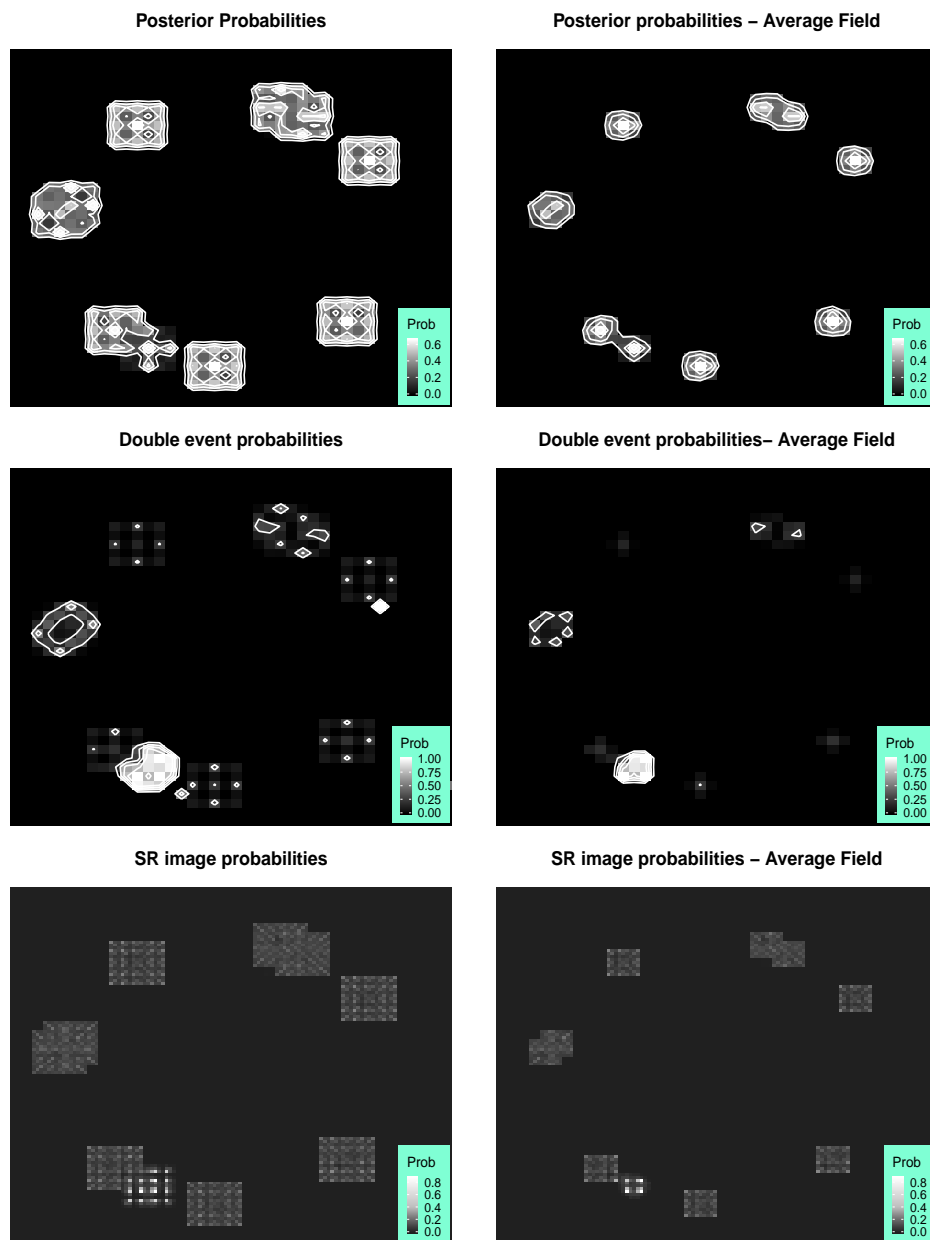 Posterior Probabilities
Posterior probabilities – Average Field
Prob
0.6
0.4
0.2
0.0
Prob
0.6
0.4
0.2
0.0
Double event probabilities
Double event probabilities– Average Field
Prob
1.00
0.75
0.50
0.25
0.00
Prob
1.00
0.75
0.50
0.25
0.00
SR image probabilities
SR image probabilities – Average Field
Prob
0.8
0.6
0.4
0.2
0.0
Prob
0.8
0.6
0.4
0.2
0.0